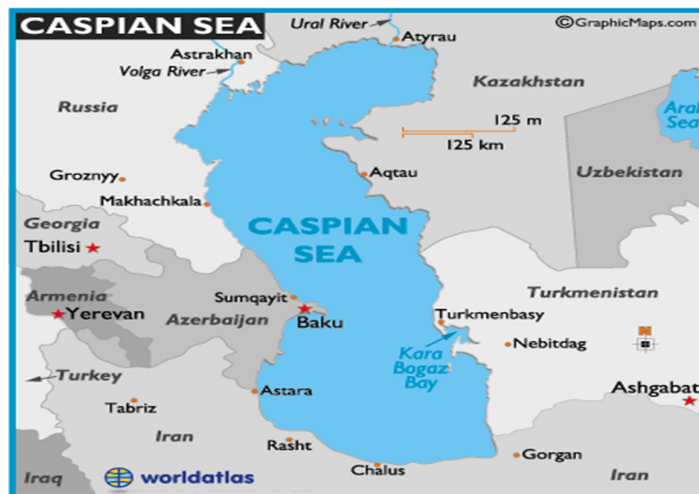 CASPIAN SEA
Ural River
©GraphicMaps.com
Atyrau
Astrakhan
Volga River
Kazakhstan
Russia
Aral
Sea
125 m
125 km
Uzbekistan
Groznyy
Aqtau
Makhachkala
Georgia
Tbilisi
CASPIAN
SEA
Armenia
Yerevan
Sumqayit
Azerbaijan
Baku
Turkmenistan
Turkmenbasy
N
Nebitdag
Kara
Bogaz
Bay
Turkey
Astara
Ashgabat
Tabriz
Iran
Rasht
Chalus
Gorgan
Iraq
worldatlas
Iran